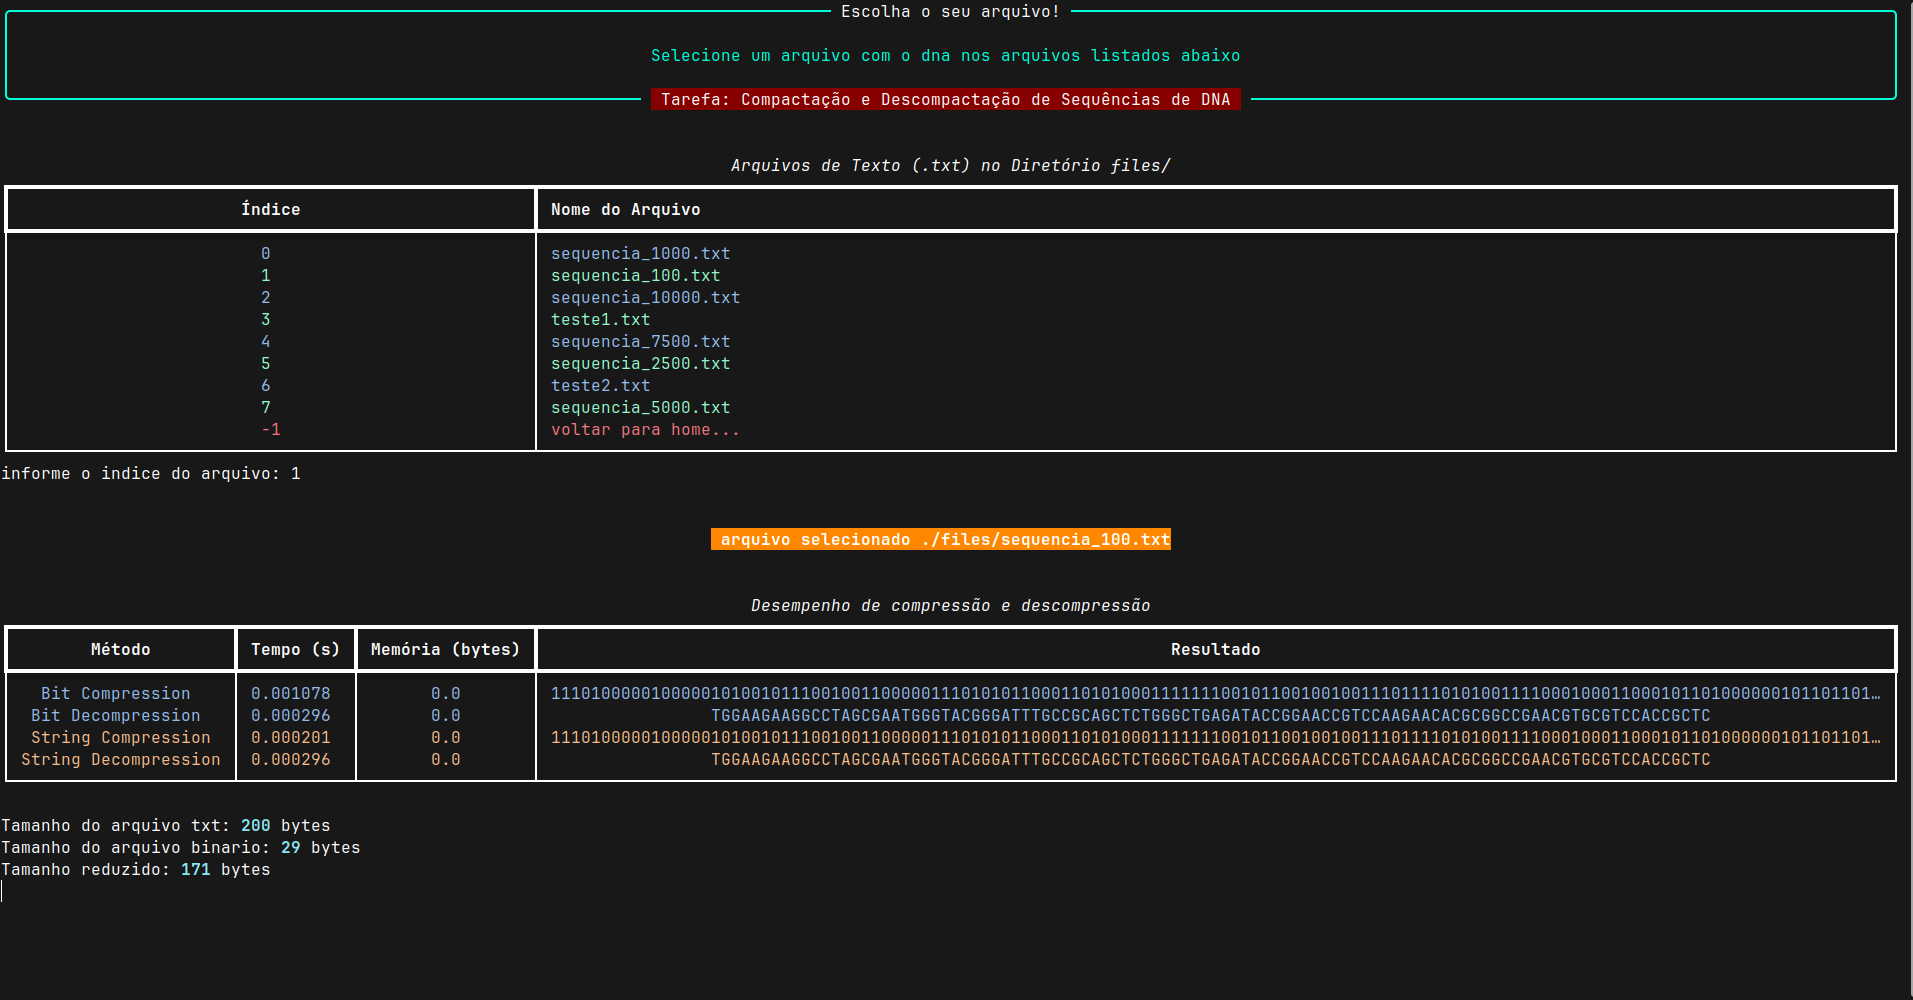 Escolha o seu arquivo!
Selecione um arquivo com o dna nos arquivos listados abaixo
Tarefa: Compactação e Descompactação de Sequências de DNA
Arquivos de Texto (.txt) no Diretório files/
Índice Nome do Arquivo
0 sequencia_1000.txt
1 sequencia_100.txt
2 sequencia_10000.txt
3 teste1.txt
4 sequencia_7500.txt
5 sequencia_2500.txt
6 teste2.txt
7 sequencia_5000.txt
-1 voltar para home...
informe o indice do arquivo: 1
arquivo selecionado ./files/sequencia_100.txt
Desempenho de compressão e descompressão
Método Tempo (s) Memória (bytes) Resultado
Bit Compression 0.001078 0.0 111010000010000010100101110010011000001110101011000110101000111111100101100100100111011110101001111000100011000101101000000101101101…
Bit Decompression 0.000296 0.0 TGGAAGAAGGCCTAGCGAATGGGTACGGGATTTGCCGCAGCTCTGGGCTGAGATACCGGAACCGTCCAAGAACACGCGGCCGAACGTGCGTCCACCGCTC
String Compression 0.000201 0.0 111010000010000010100101110010011000001110101011000110101000111111100101100100100111011110101001111000100011000101101000000101101101…
String Decompression 0.000296 0.0 TGGAAGAAGGCCTAGCGAATGGGTACGGGATTTGCCGCAGCTCTGGGCTGAGATACCGGAACCGTCCAAGAACACGCGGCCGAACGTGCGTCCACCGCTC
Tamanho do arquivo txt: 200 bytes
Tamanho do arquivo binario: 29 bytes
Tamanho reduzido: 171 bytes